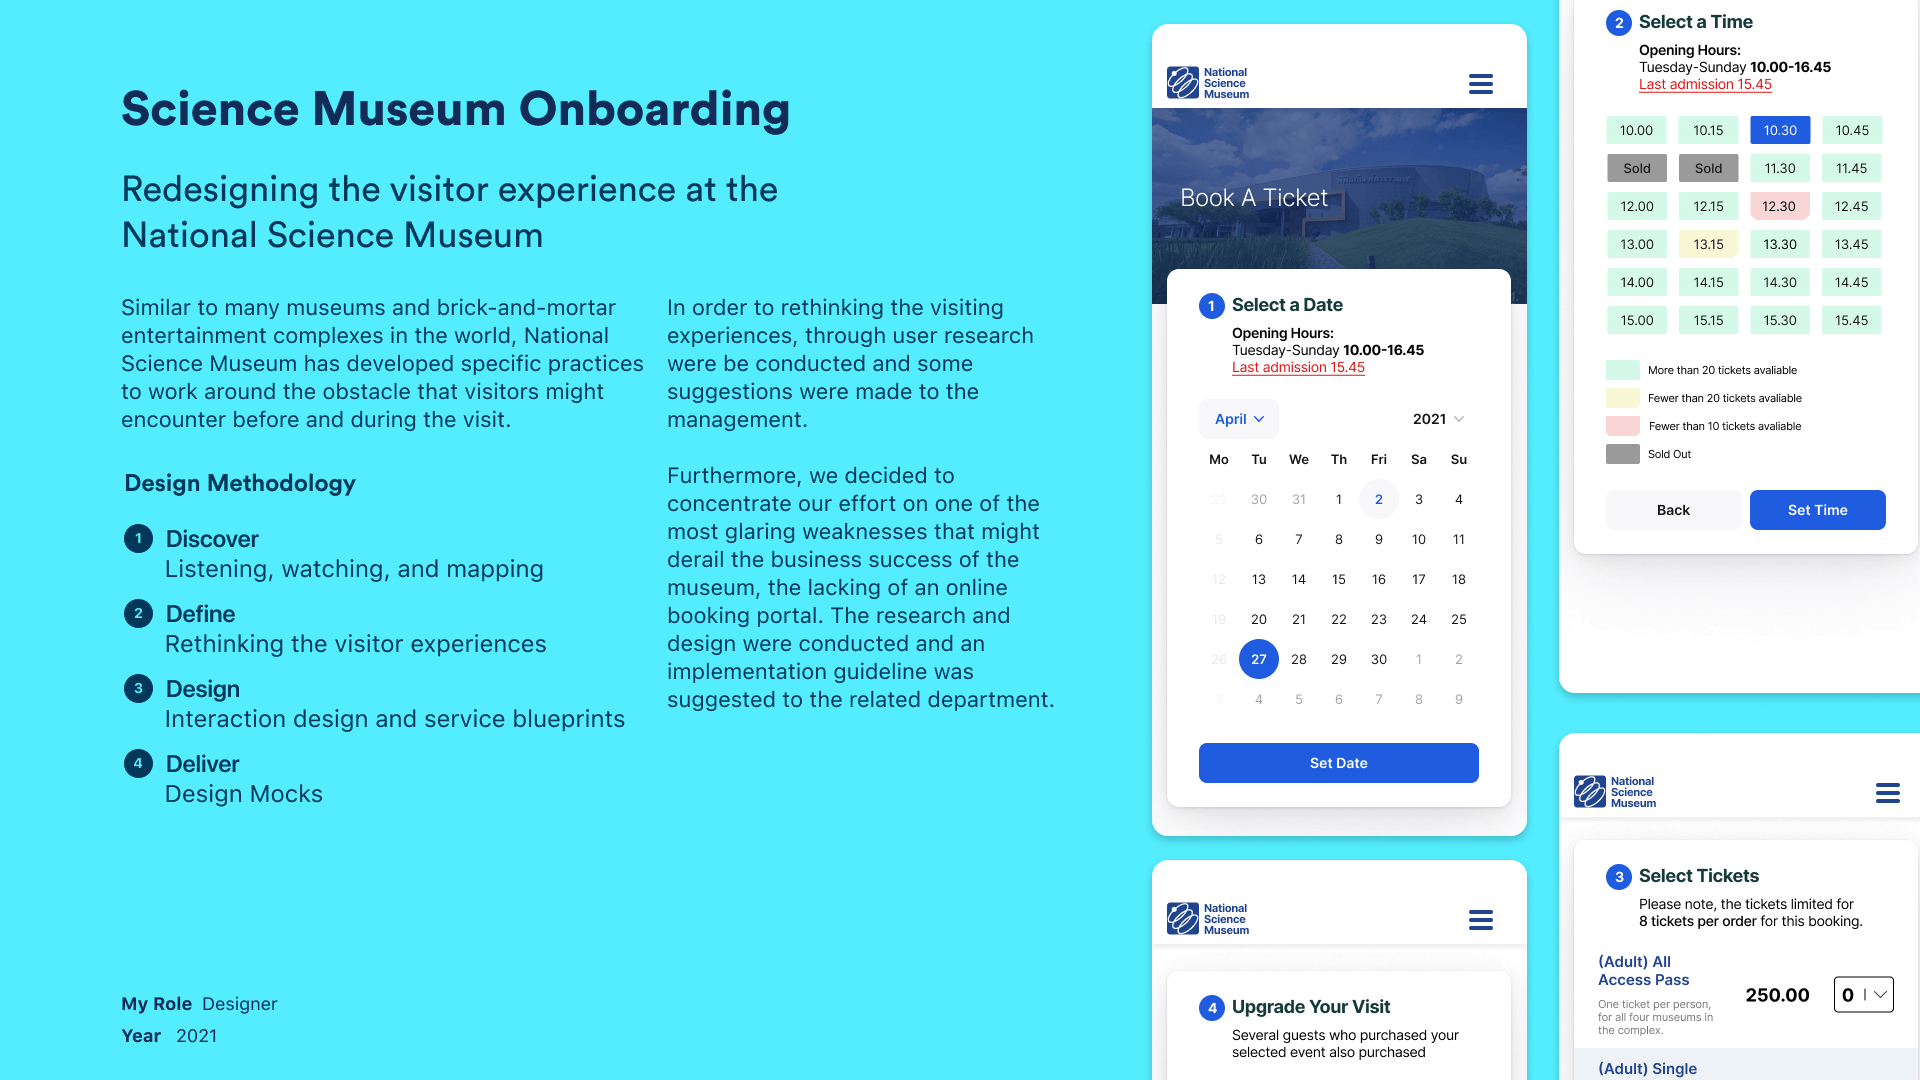 Science Museum Onboarding
Redesigning the visitor experience at the
National Science Museum
Similar to many museums and brick-and-mortar
entertainment complexes in the world, National
Science Museum has developed specific practices
to work around the obstacle that visitors might
encounter before and during the visit.
Design Methodology
1 Discover
Listening, watching, and mapping
2 Define
Rethinking the visitor experiences
3 Design
Interaction design and service blueprints
4 Deliver
Design Mocks
In order to rethinking the visiting
experiences, through user research
were be conducted and some
suggestions were made to the
management.
Furthermore, we decided to
concentrate our effort on one of the
most glaring weaknesses that might
derail the business success of the
museum, the lacking of an online
booking portal. The research and
design were conducted and an
implementation guideline was
suggested to the related department.
My Role Designer
Year 2021
National
Science
Museum
Book A Ticket
1 Select a Date
Opening Hours:
Tuesday-Sunday 10.00-16.45
Last admission 15.45
April 2021
Mo Tu We Th Fri Sa Su
29 30 31 1 2 3 4
5 6 7 8 9 10 11
12 13 14 15 16 17 18
19 20 21 22 23 24 25
26 27 28 29 30 1 2
3 4 5 6 7 8 9
Set Date
National
Science
Museum
4 Upgrade Your Visit
Several guests who purchased your
selected event also purchased
2 Select a Time
Opening Hours:
Tuesday-Sunday 10.00-16.45
Last admission 15.45
10.00 10.15 10.30 10.45
Sold Sold 11.30 11.45
12.00 12.15 12.30 12.45
13.00 13.15 13.30 13.45
14.00 14.15 14.30 14.45
15.00 15.15 15.30 15.45
More than 20 tickets avaliable
Fewer than 20 tickets avaliable
Fewer than 10 tickets avaliable
Sold Out
Back Set Time
National
Science
Museum
3 Select Tickets
Please note, the tickets limited for
8 tickets per order for this booking.
(Adult) All
Access Pass
One ticket per person,
for all four museums in
the complex.
250.00 0
(Adult) Single